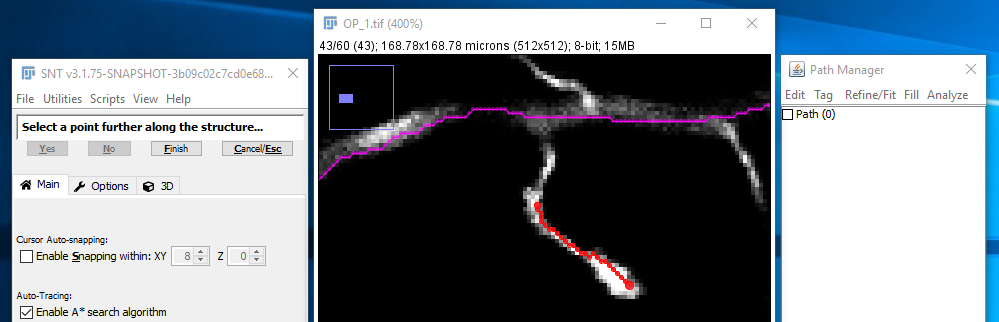 OP_1.tif (400%)
43/60 (43); 168.78x168.78 microns (512x512); 8-bit; 15MB
SNT v3.1.75-SNAPSHOT-3b09c02c7cd0e68...
File Utilities Scripts View Help
Select a point further along the structure...
Yes No Finish Cancel/Esc
Main Options 3D
Cursor Auto-snapping:
Enable Snapping within: XY 8 Z 0
Auto-Tracing:
Enable A* search algorithm
Path Manager
Edit Tag Refine/Fit Fill Analyze
Path (0)